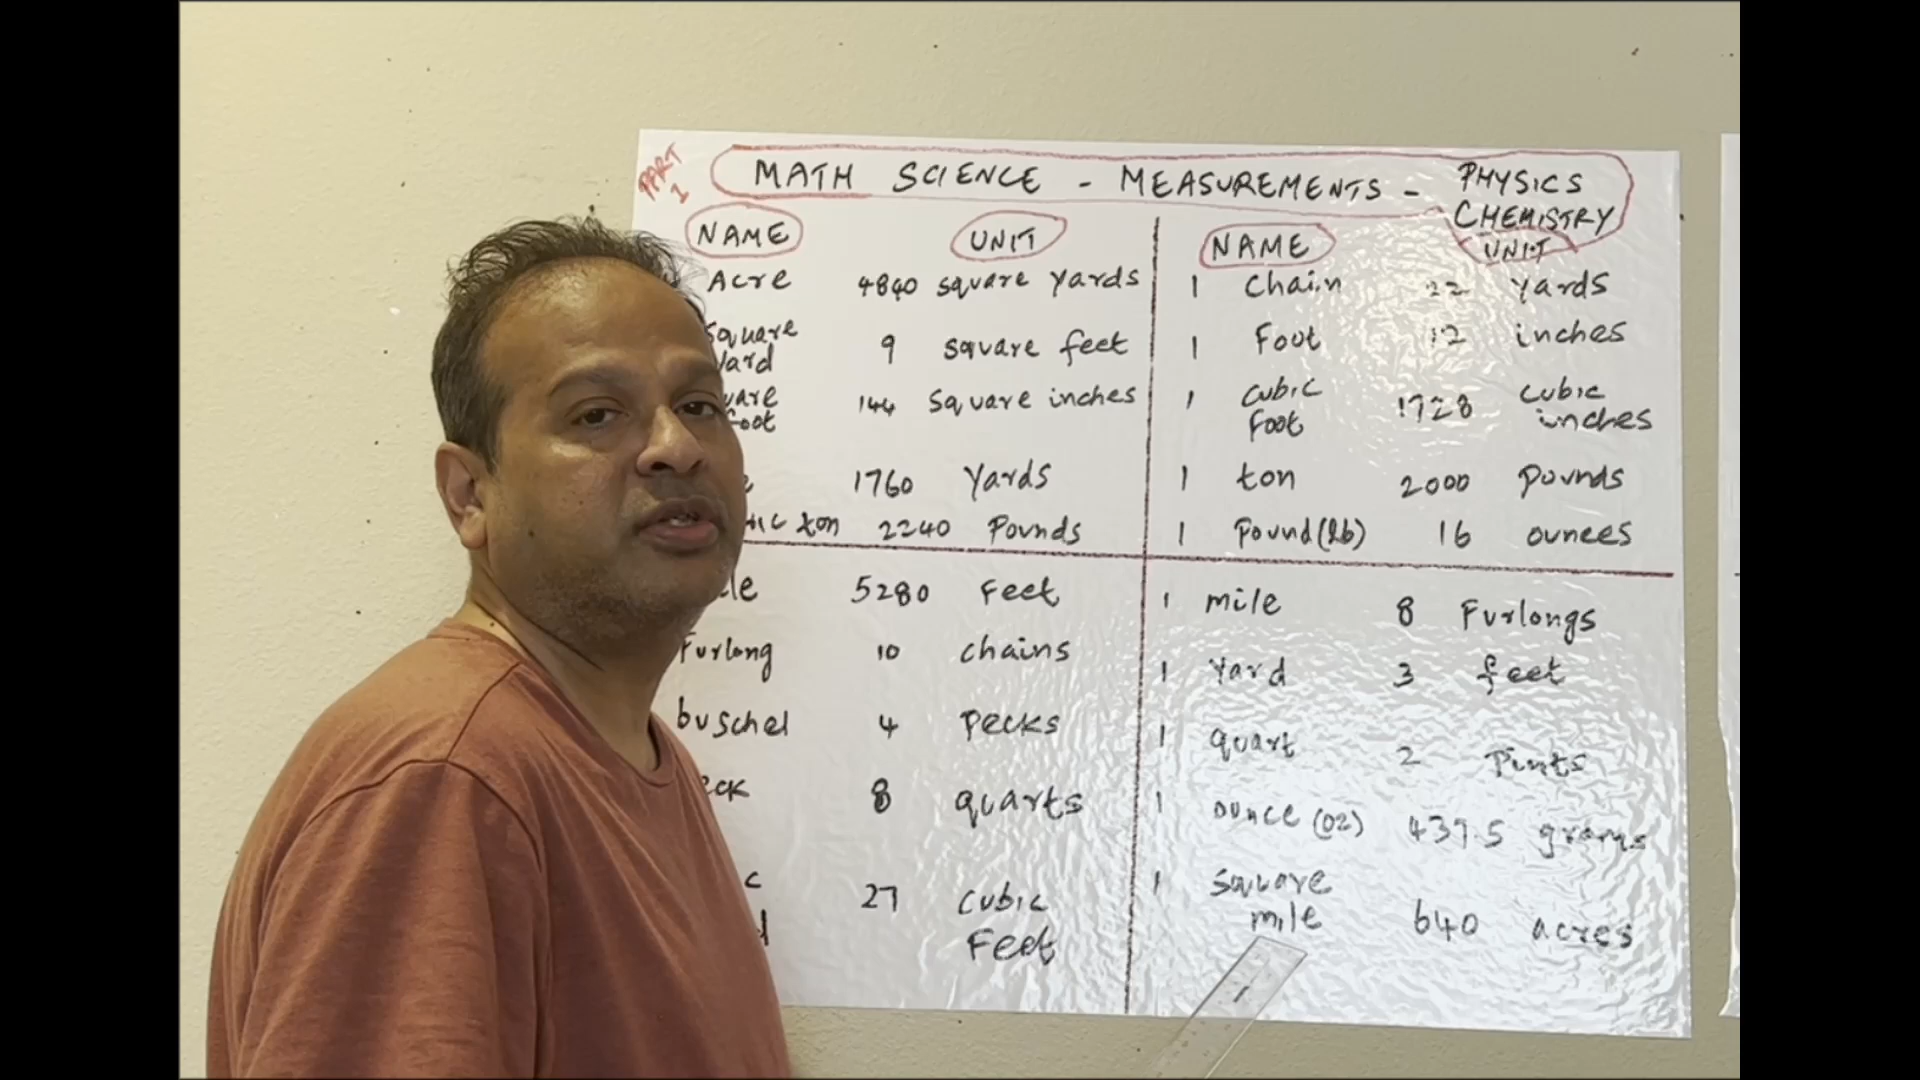 PART 1
MATH SCIENCE - MEASUREMENTS - PHYSICS
CHEMISTRY
NAME UNIT NAME UNIT
Acre 4840 square yards 1 Chain 22 yards
square yard 9 square feet 1 Foot 12 inches
foot 144 square inches 1 cubic foot 1728 cubic inches
1760 yards 1 ton 2000 pounds
ton 2240 pounds 1 pound(lb) 16 ounces
5280 feet 1 mile 8 Furlongs
Furlong 10 chains 1 yard 3 feet
buschel 4 pecks 1 quart 2 pints
8 quarts 1 ounce (oz) 437.5 grams
27 cubic feet 1 square mile 640 acres